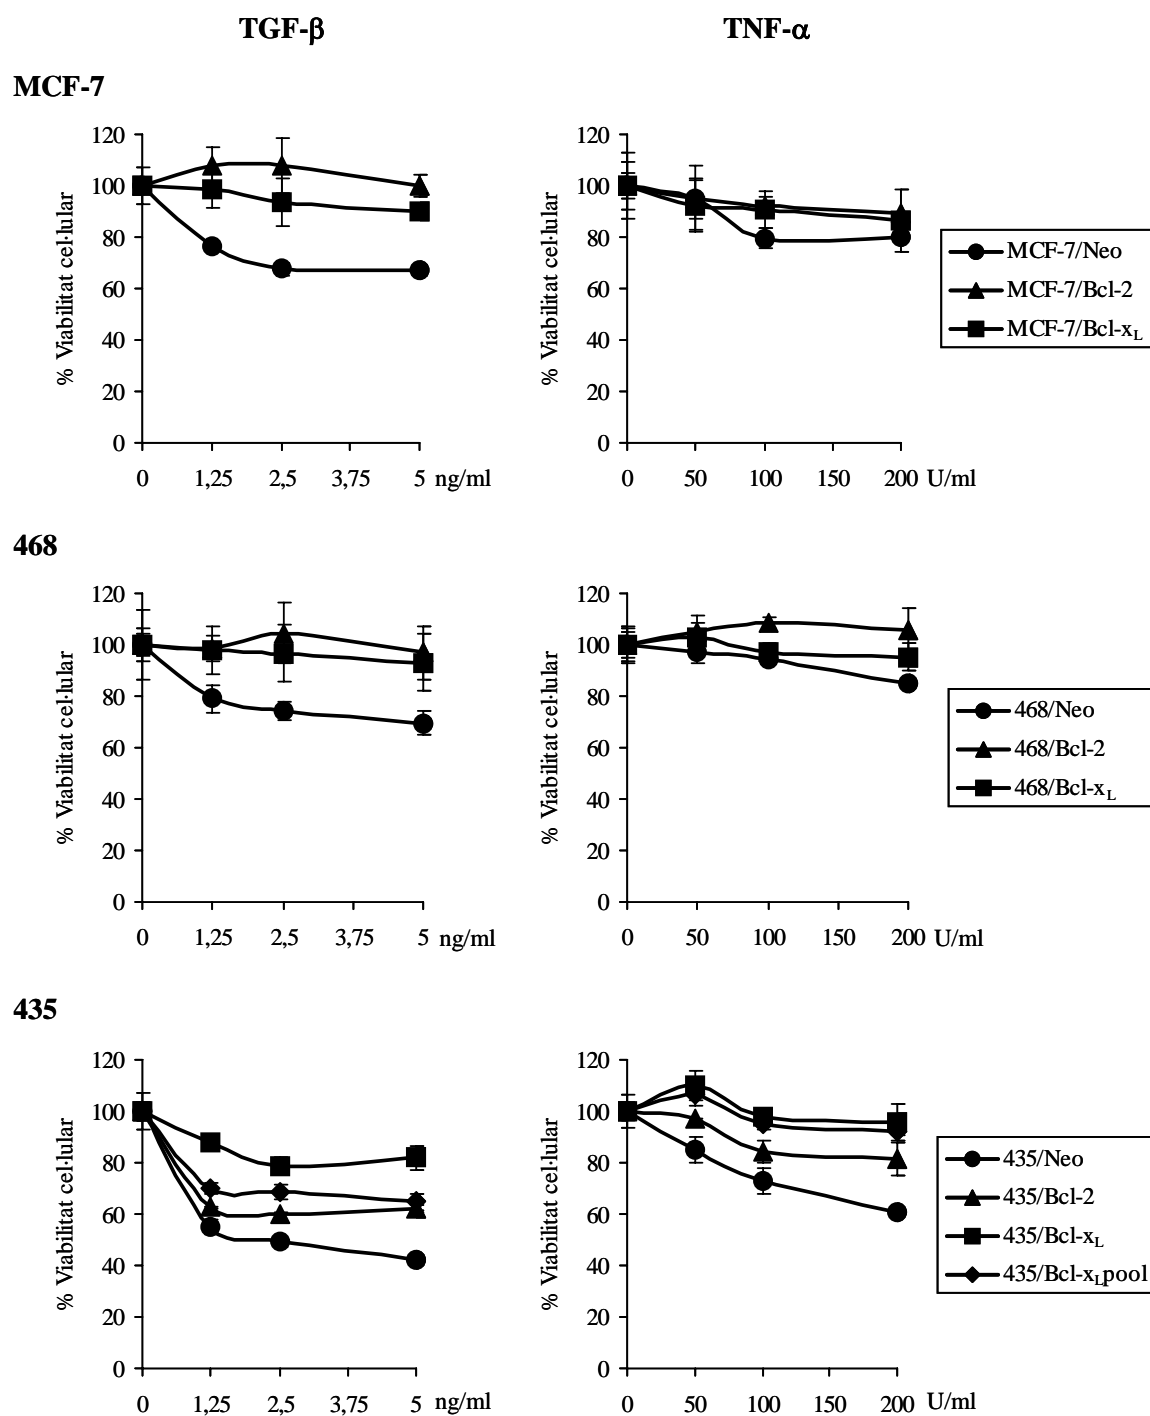 TGF-β TNF-α
MCF-7
% Viabilitat cel·lular
120
100
80
60
40
20
0
0 1,25 2,5 3,75 5 ng/ml
% Viabilitat cel·lular
120
100
80
60
40
20
0
0 50 100 150 200 U/ml
MCF-7/Neo
MCF-7/Bcl-2
MCF-7/Bcl-xL
468
% Viabilitat cel·lular
120
100
80
60
40
20
0
0 1,25 2,5 3,75 5 ng/ml
% Viabilitat cel·lular
120
100
80
60
40
20
0
0 50 100 150 200 U/ml
468/Neo
468/Bcl-2
468/Bcl-xL
435
% Viabilitat cel·lular
120
100
80
60
40
20
0
0 1,25 2,5 3,75 5 ng/ml
% Viabilitat cel·lular
120
100
80
60
40
20
0
0 50 100 150 200 U/ml
435/Neo
435/Bcl-2
435/Bcl-xL
435/Bcl-xLpool